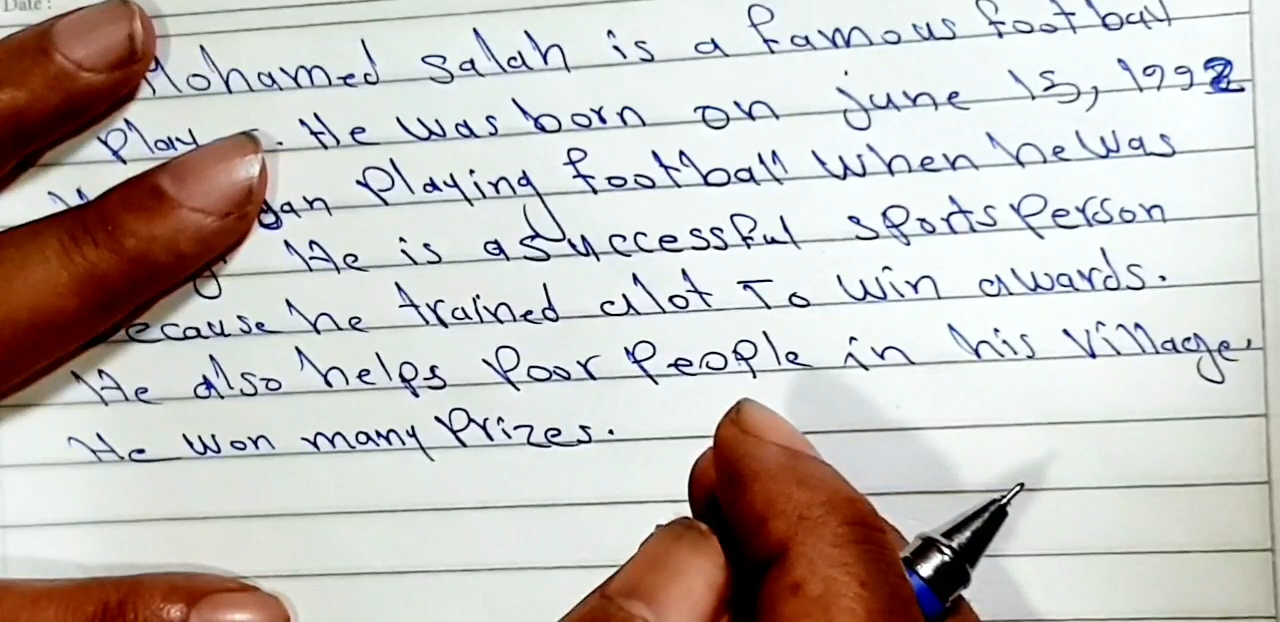 Date:
Mohamed Salah is a famous football
Play . He was born on june 15, 1992
gan Playing football when he was
He is a Successful sports Person
ecause he trained alot To win awards.
He also helps Poor People in his village.
He won many Prizes.